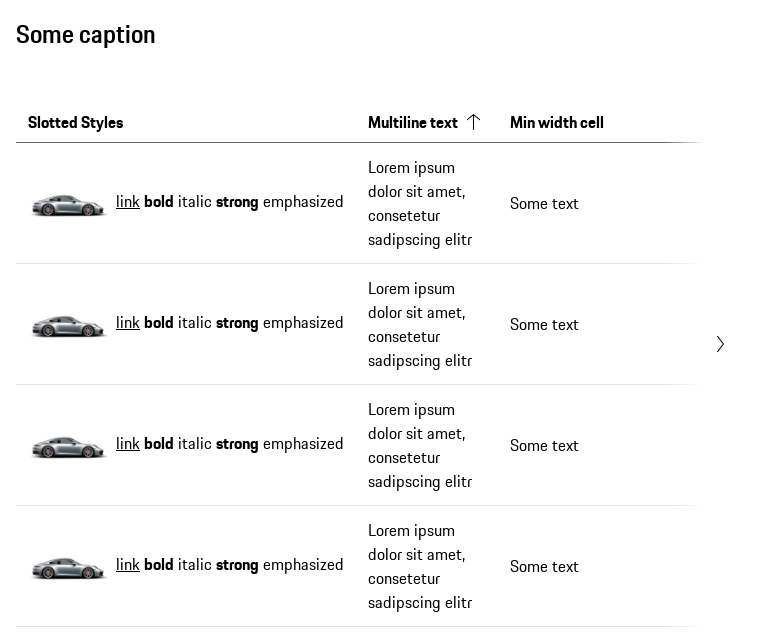 Some caption
Slotted Styles Multiline text Min width cell
link bold italic strong emphasized
Lorem ipsum
dolor sit amet,
consetetur
sadipscing elitr
Some text
link bold italic strong emphasized
Lorem ipsum
dolor sit amet,
consetetur
sadipscing elitr
Some text
link bold italic strong emphasized
Lorem ipsum
dolor sit amet,
consetetur
sadipscing elitr
Some text
link bold italic strong emphasized
Lorem ipsum
dolor sit amet,
consetetur
sadipscing elitr
Some text